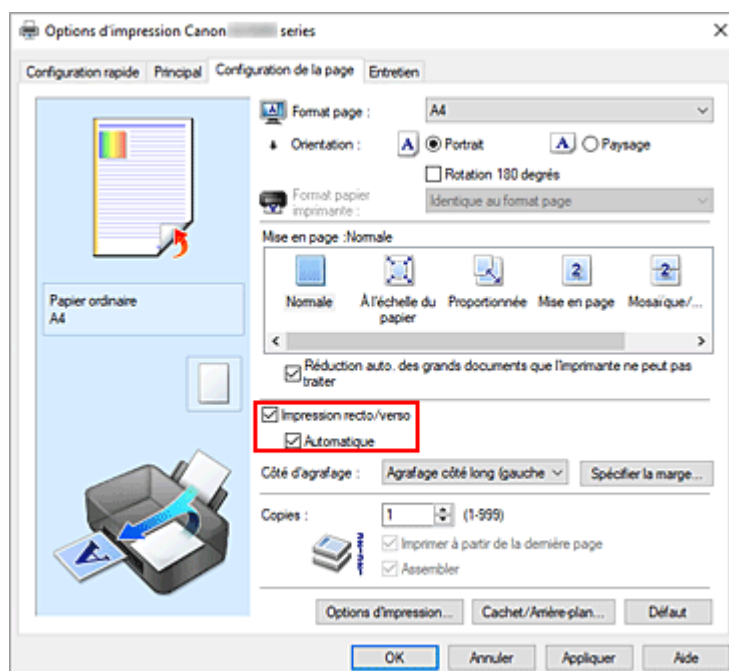 Options d'impression Canon series
Configuration rapide Principal Configuration de la page Entretien
Format page : A4
Orientation : A Portrait A Paysage
Rotation 180 degrés
Format papier imprimante : Identique au format page
Mise en page :Normale
2 2
Normale À l'échelle du papier Proportionnée Mise en page Mosaïque/...
Papier ordinaire
A4
Réduction auto. des grands documents que l'imprimante ne peut pas
traiter
Impression recto/verso
Automatique
Côté d'agrafage : Agrafage côté long (gauche Spécifier la marge...
Copies : 1 (1-999)
Imprimer à partir de la dernière page
Assembler
A
Options d'impression... Cachet/Arrière-plan... Défaut
OK Annuler Appliquer Aide